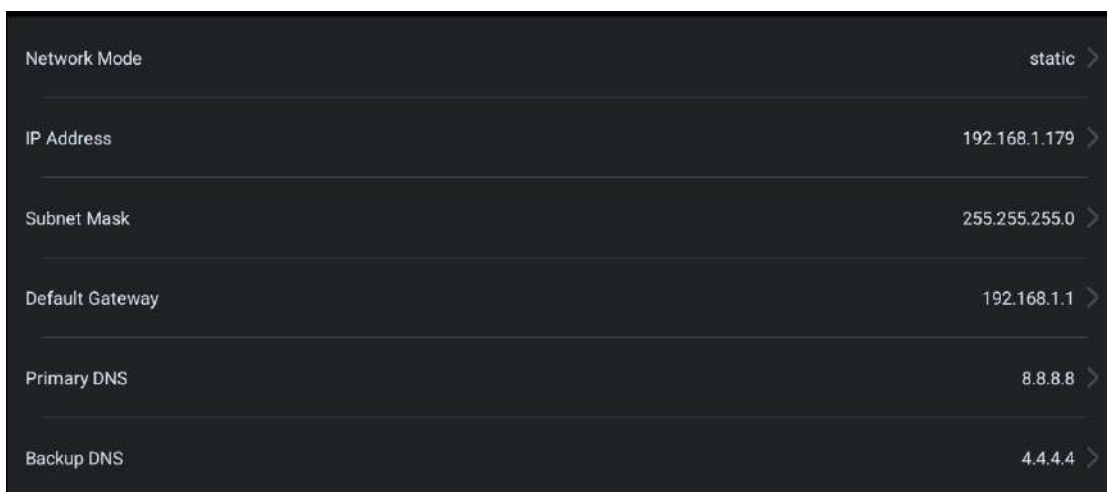 Network Mode static
IP Address 192.168.1.179
Subnet Mask 255.255.255.0
Default Gateway 192.168.1.1
Primary DNS 8.8.8.8
Backup DNS 4.4.4.4